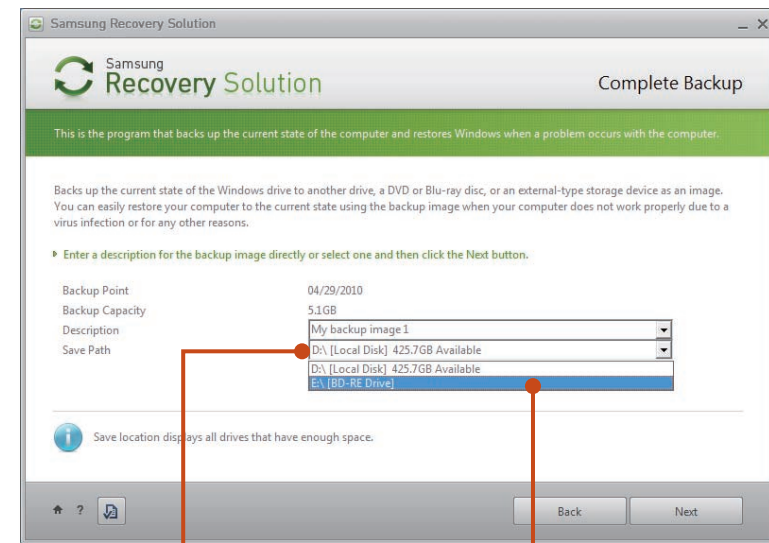 Samsung Recovery Solution
Samsung
Recovery Solution
Complete Backup
This is the program that backs up the current state of the computer and restores Windows when a problem occurs with the computer.
Backs up the current state of the Windows drive to another drive, a DVD or Blu-ray disc, or an external-type storage device as an image.
You can easily restore your computer to the current state using the backup image when your computer does not work properly due to a
virus infection or for any other reasons.
Enter a description for the backup image directly or select one and then click the Next button.
Backup Point 04/29/2010
Backup Capacity 5.1GB
Description My backup image 1
Save Path D:\ [Local Disk] 425.7GB Available
D:\ [Local Disk] 425.7GB Available
E:\ [BD-RE Drive]
Save location displays all drives that have enough space.
? Back Next